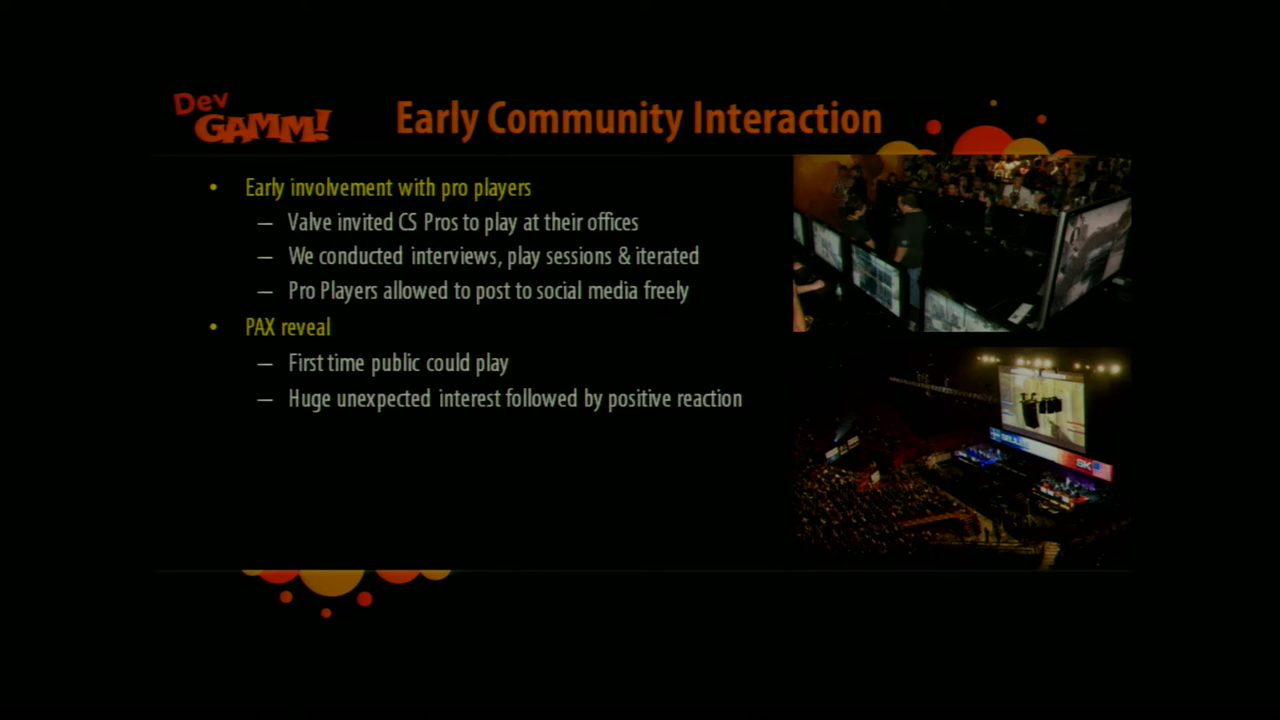 Dev
GAMM!
Early Community Interaction
• Early involvement with pro players
– Valve invited CS Pros to play at their offices
– We conducted interviews, play sessions & iterated
– Pro Players allowed to post to social media freely
• PAX reveal
– First time public could play
– Huge unexpected interest followed by positive reaction
SK